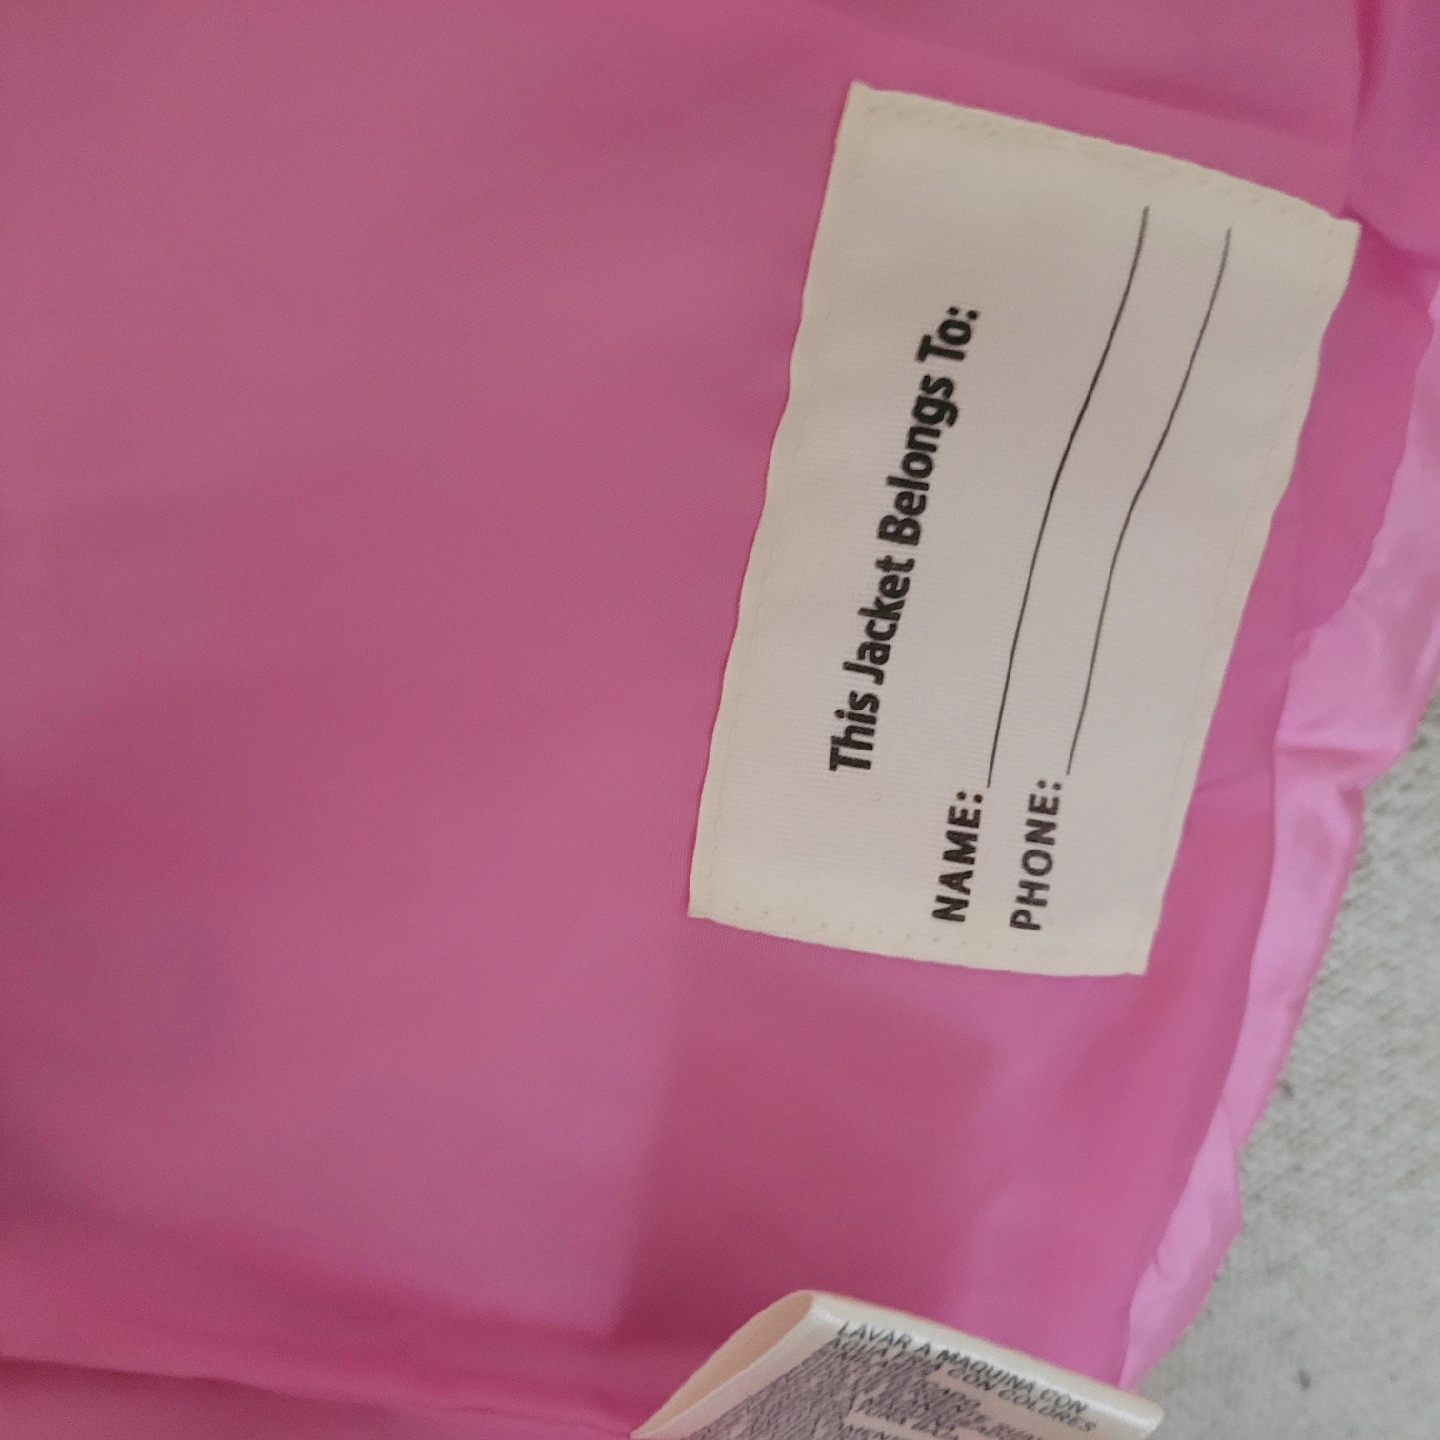 This Jacket Belongs To:
NAME:
PHONE:
LAVAR A MAQUINA CON
AGUA FRIA CON COLORES